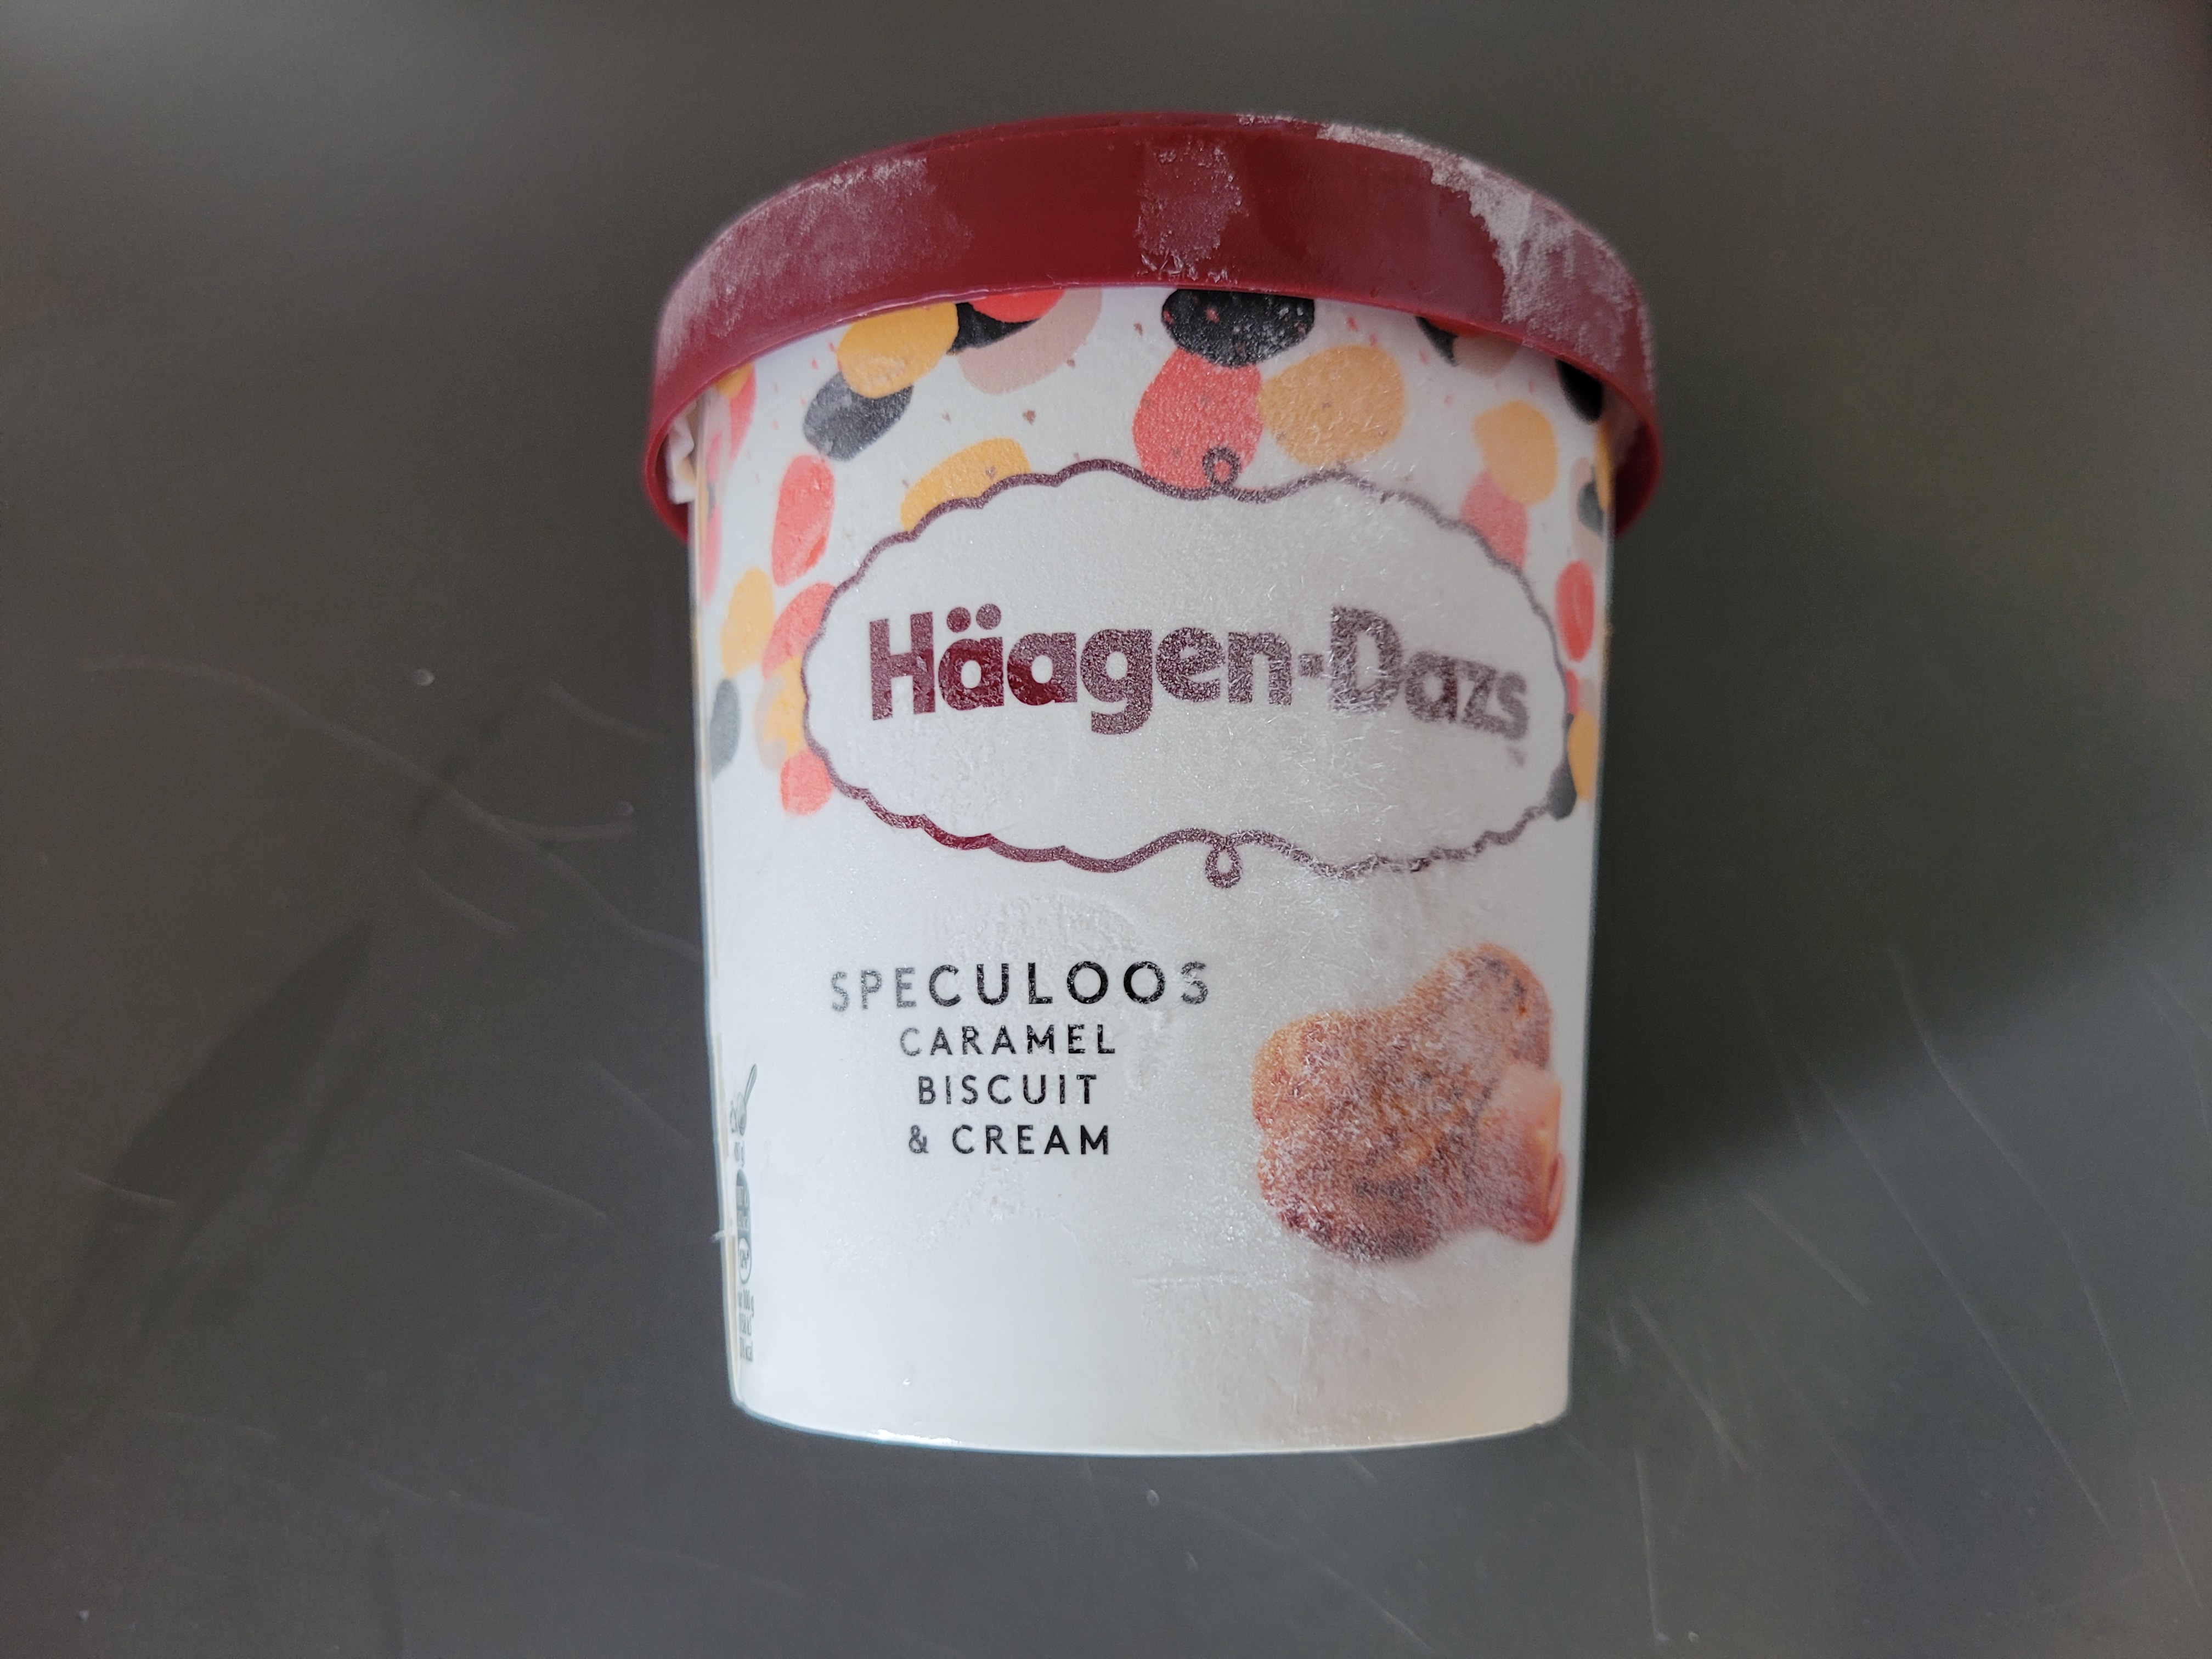 Häagen-Dazs
SPECULOOS
CARAMEL
BISCUIT
& CREAM